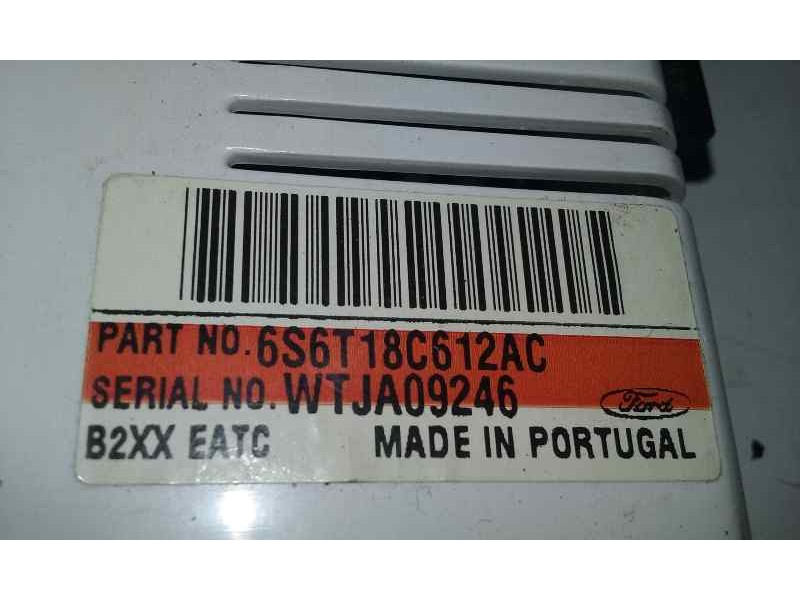 PART NO. 6S6T18C612AC
SERIAL NO. WTJA09246
Ford
B2XX EATC MADE IN PORTUGAL